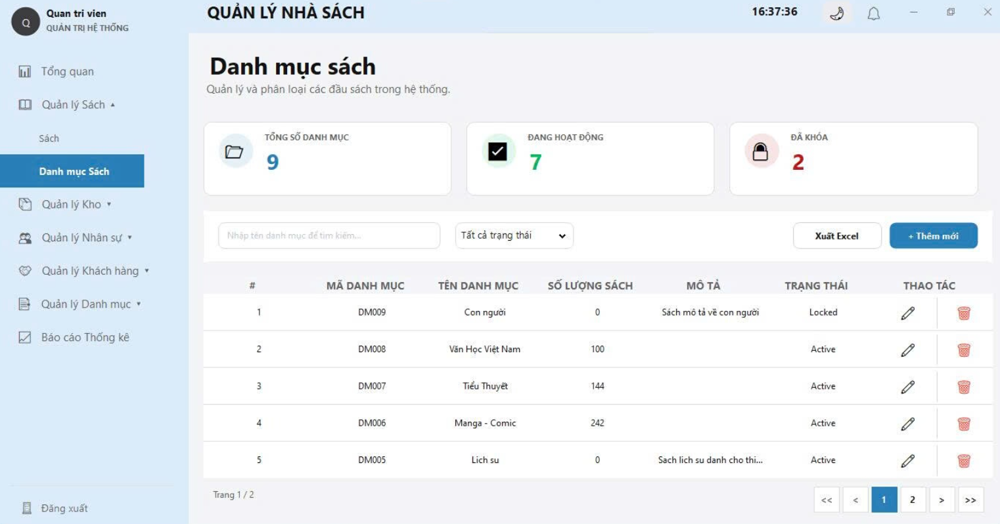 Q
Quan tri vien
QUẢN TRỊ HỆ THỐNG
Tổng quan
Quản lý Sách ▴
Sách
Danh mục Sách
Quản lý Kho ▾
Quản lý Nhân sự ▾
Quản lý Khách hàng ▾
Quản lý Danh mục ▾
Báo cáo Thống kê
Đăng xuất
QUẢN LÝ NHÀ SÁCH
16:37:36
Danh mục sách
Quản lý và phân loại các đầu sách trong hệ thống.
TỔNG SỐ DANH MỤC
9
ĐANG HOẠT ĐỘNG
7
ĐÃ KHÓA
2
Nhập tên danh mục để tìm kiếm...
Tất cả trạng thái
Xuất Excel
+ Thêm mới
# MÃ DANH MỤC TÊN DANH MỤC SỐ LƯỢNG SÁCH MÔ TẢ TRẠNG THÁI THAO TÁC
1 DM009 Con người 0 Sách mô tả về con người Locked
2 DM008 Văn Học Việt Nam 100 Active
3 DM007 Tiểu Thuyết 144 Active
4 DM006 Manga - Comic 242 Active
5 DM005 Lich su 0 Sach lich su danh cho thi... Active
Trang 1 / 2
<< < 1 2 > >>